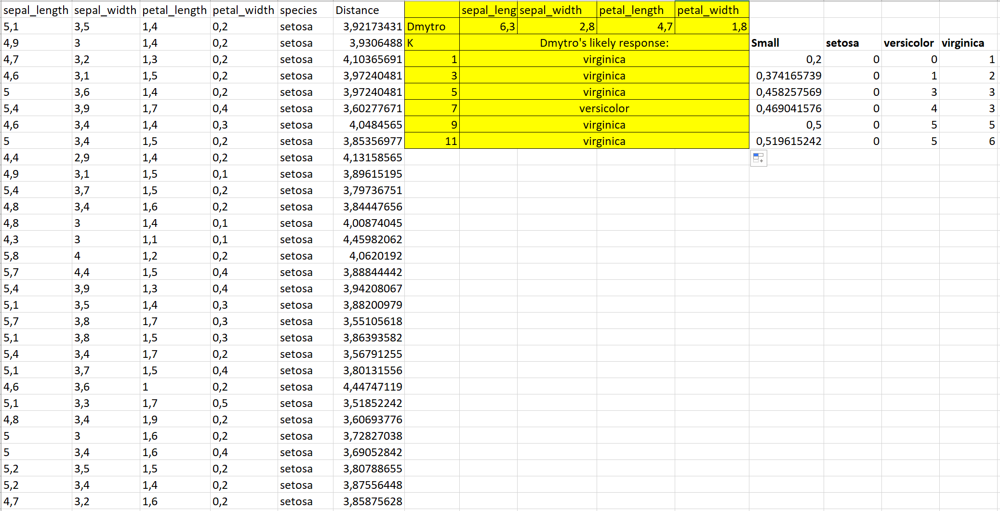 sepal_length sepal_width petal_length petal_width species Distance sepal_leng sepal_width petal_length petal_width
5,1 3,5 1,4 0,2 setosa 3,92173431 Dmytro 6,3 2,8 4,7 1,8
4,9 3 1,4 0,2 setosa 3,9306488 K Dmytro's likely response: Small setosa versicolor virginica
4,7 3,2 1,3 0,2 setosa 4,10365691 1 virginica 0,2 0 0 1
4,6 3,1 1,5 0,2 setosa 3,97240481 3 virginica 0,374165739 0 1 2
5 3,6 1,4 0,2 setosa 3,97240481 5 virginica 0,458257569 0 3 3
5,4 3,9 1,7 0,4 setosa 3,60277671 7 versicolor 0,469041576 0 4 3
4,6 3,4 1,4 0,3 setosa 4,0484565 9 virginica 0,5 0 5 5
5 3,4 1,5 0,2 setosa 3,85356977 11 virginica 0,519615242 0 5 6
4,4 2,9 1,4 0,2 setosa 4,13158565
4,9 3,1 1,5 0,1 setosa 3,89615195
5,4 3,7 1,5 0,2 setosa 3,79736751
4,8 3,4 1,6 0,2 setosa 3,84447656
4,8 3 1,4 0,1 setosa 4,00874045
4,3 3 1,1 0,1 setosa 4,45982062
5,8 4 1,2 0,2 setosa 4,0620192
5,7 4,4 1,5 0,4 setosa 3,88844442
5,4 3,9 1,3 0,4 setosa 3,94208067
5,1 3,5 1,4 0,3 setosa 3,88200979
5,7 3,8 1,7 0,3 setosa 3,55105618
5,1 3,8 1,5 0,3 setosa 3,86393582
5,4 3,4 1,7 0,2 setosa 3,56791255
5,1 3,7 1,5 0,4 setosa 3,80131556
4,6 3,6 1 0,2 setosa 4,44747119
5,1 3,3 1,7 0,5 setosa 3,51852242
4,8 3,4 1,9 0,2 setosa 3,60693776
5 3 1,6 0,2 setosa 3,72827038
5 3,4 1,6 0,4 setosa 3,69052842
5,2 3,5 1,5 0,2 setosa 3,80788655
5,2 3,4 1,4 0,2 setosa 3,87556448
4,7 3,2 1,6 0,2 setosa 3,85875628